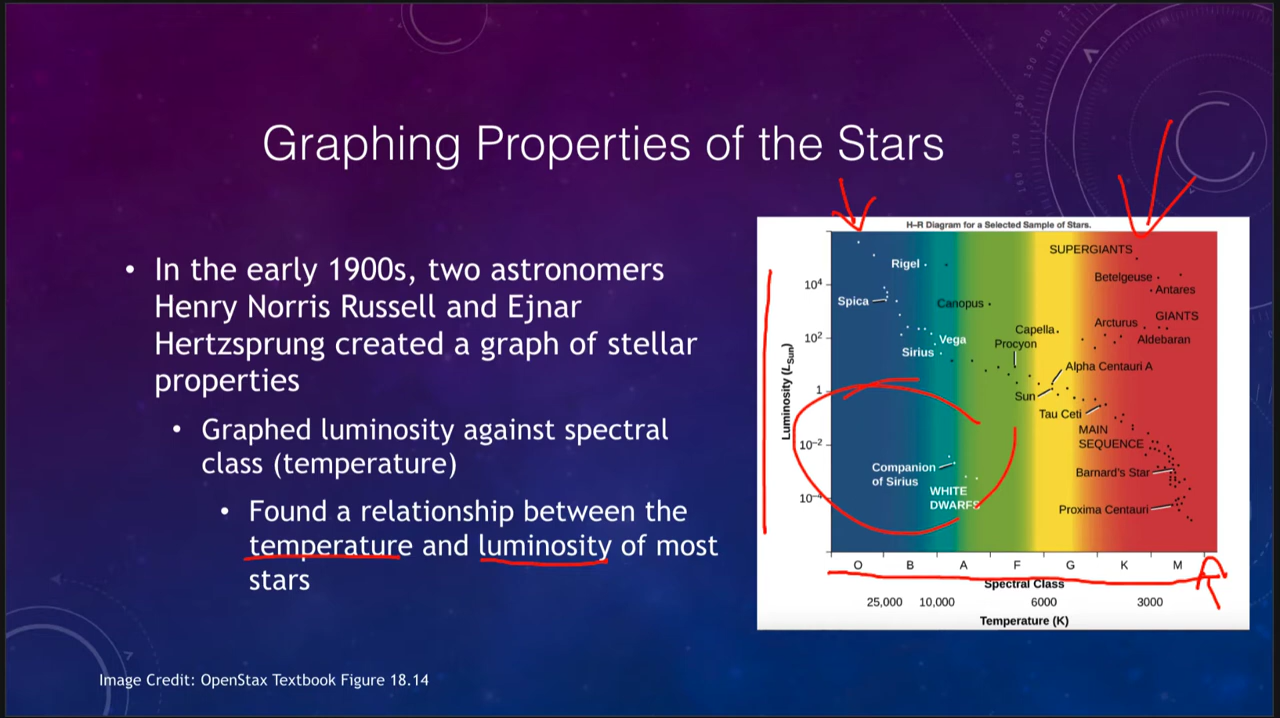 Graphing Properties of the Stars
• In the early 1900s, two astronomers
Henry Norris Russell and Ejnar
Hertzsprung created a graph of stellar
properties
• Graphed luminosity against spectral
class (temperature)
• Found a relationship between the
temperature and luminosity of most
stars
Image Credit: OpenStax Textbook Figure 18.14
H–R Diagram for a Selected Sample of Stars.
Luminosity (LSun)
10⁴
10²
1
10⁻²
10⁻⁴
SUPERGIANTS
Rigel
Betelgeuse
Antares
Spica
Canopus
GIANTS
Arcturus
Capella
Aldebaran
Vega
Procyon
Sirius
Alpha Centauri A
Sun
Tau Ceti
MAIN
SEQUENCE
Companion
of Sirius
Barnard's Star
WHITE
DWARFS
Proxima Centauri
O B A F G K M
Spectral Class
25,000 10,000 6000 3000
Temperature (K)